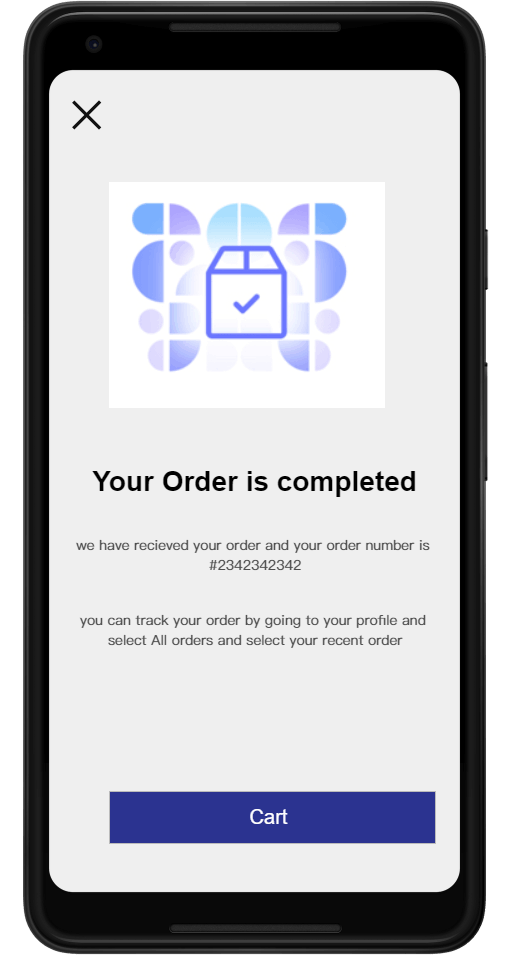 Your Order is completed
we have recieved your order and your order number is
#2342342342
you can track your order by going to your profile and
select All orders and select your recent order
Cart